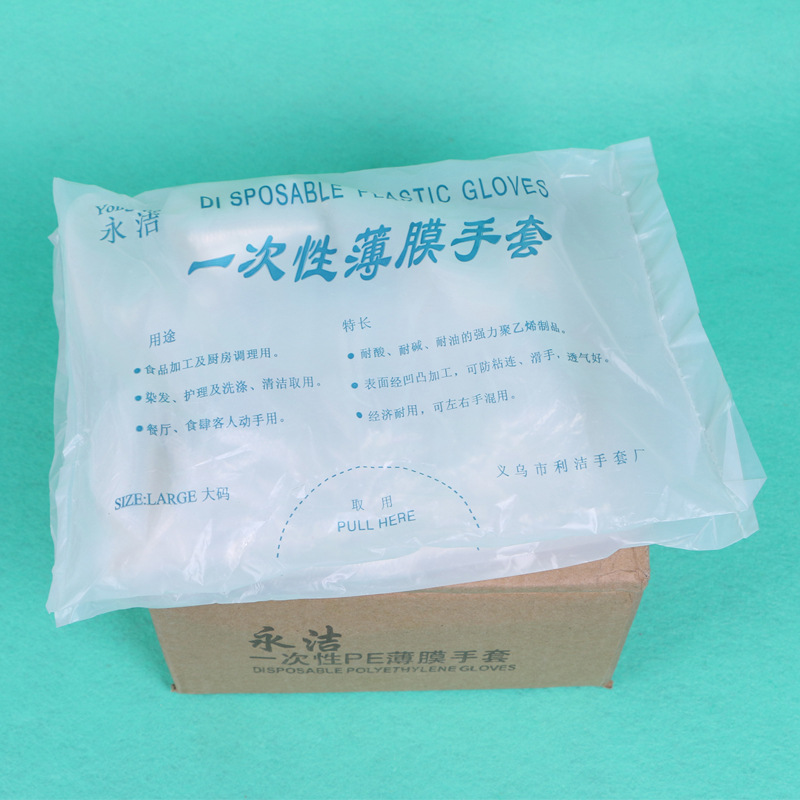 DISPOSABLE PLASTIC GLOVES
永洁
一次性薄膜手套
用途
●食品加工及厨房调理用。
●染发、护理及洗涤、清洁取用。
●餐厅、食肆客人动手用。
特长
●耐酸、耐碱、耐油的强力聚乙烯制品。
●表面经凹凸加工，可防粘连、滑手，透气好。
●经济耐用，可左右手混用。
SIZE:LARGE 大码
取用
PULL HERE
义乌市利洁手套厂
永洁
一次性PE薄膜手套
DISPOSABLE POLYETHYLENE GLOVES